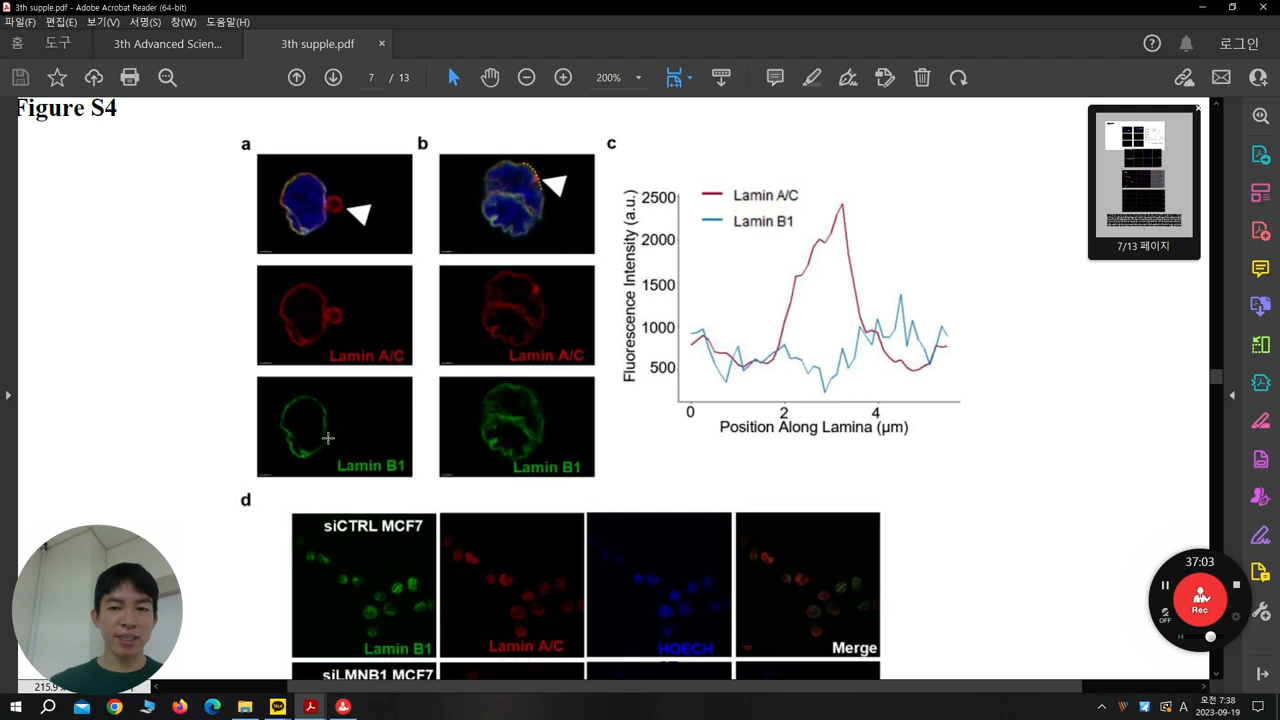 3th supple.pdf - Adobe Acrobat Reader (64-bit)
파일(F) 편집(E) 보기(V) 서명(S) 창(W) 도움말(H)
홈 도구 3th Advanced Scien... 3th supple.pdf × 로그인
7 / 13 200%
Figure S4
a b c
Lamin A/C
Lamin B1
2500
2000
1500
1000
500
Fluorescence Intensity (a.u.)
0 2 4
Position Along Lamina (μm)
Lamin A/C Lamin A/C
Lamin B1 Lamin B1
7/13 페이지
d
siCTRL MCF7
Lamin B1 Lamin A/C HOECH Merge
siLMNB1 MCF7
37:03
Rec
215.9 x
TALK
A 오전 7:38
2023-09-19